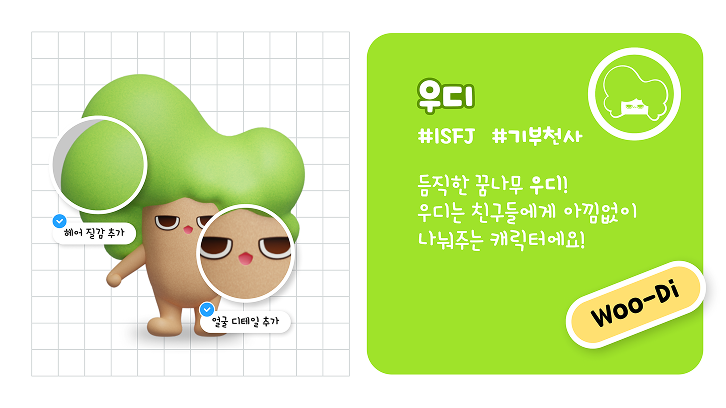 헤어 질감 추가
얼굴 디테일 추가
우디
#ISFJ #기부천사
듬직한 꿈나무 우디!
우디는 친구들에게 아낌없이
나눠주는 캐릭터에요!
Woo-Di